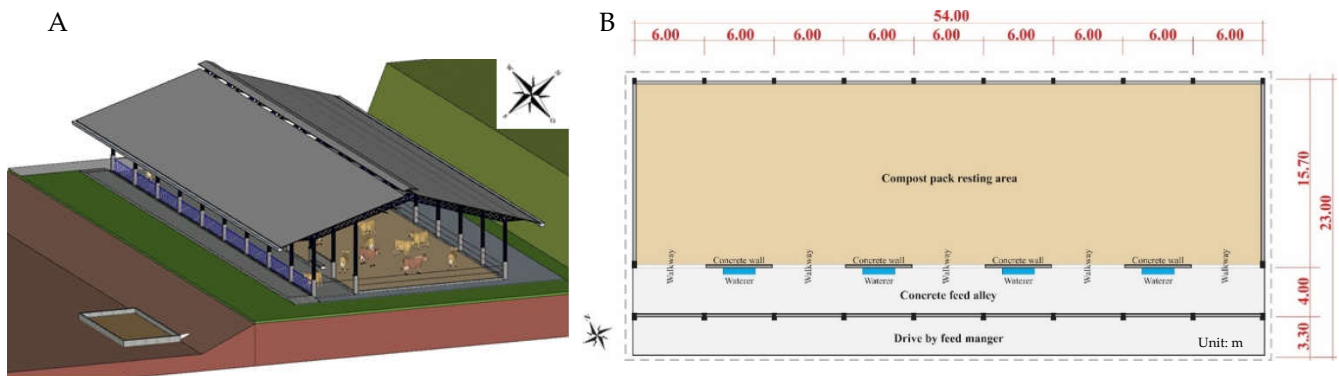 A
B
54.00
6.00 6.00 6.00 6.00 6.00 6.00 6.00 6.00 6.00
Compost pack resting area
15.70
23.00
Walkway Concrete wall Walkway Concrete wall Walkway Concrete wall Walkway Concrete wall Walkway
Waterer Waterer Waterer Waterer
Concrete feed alley
4.00
Drive by feed manger
Unit: m
3.30